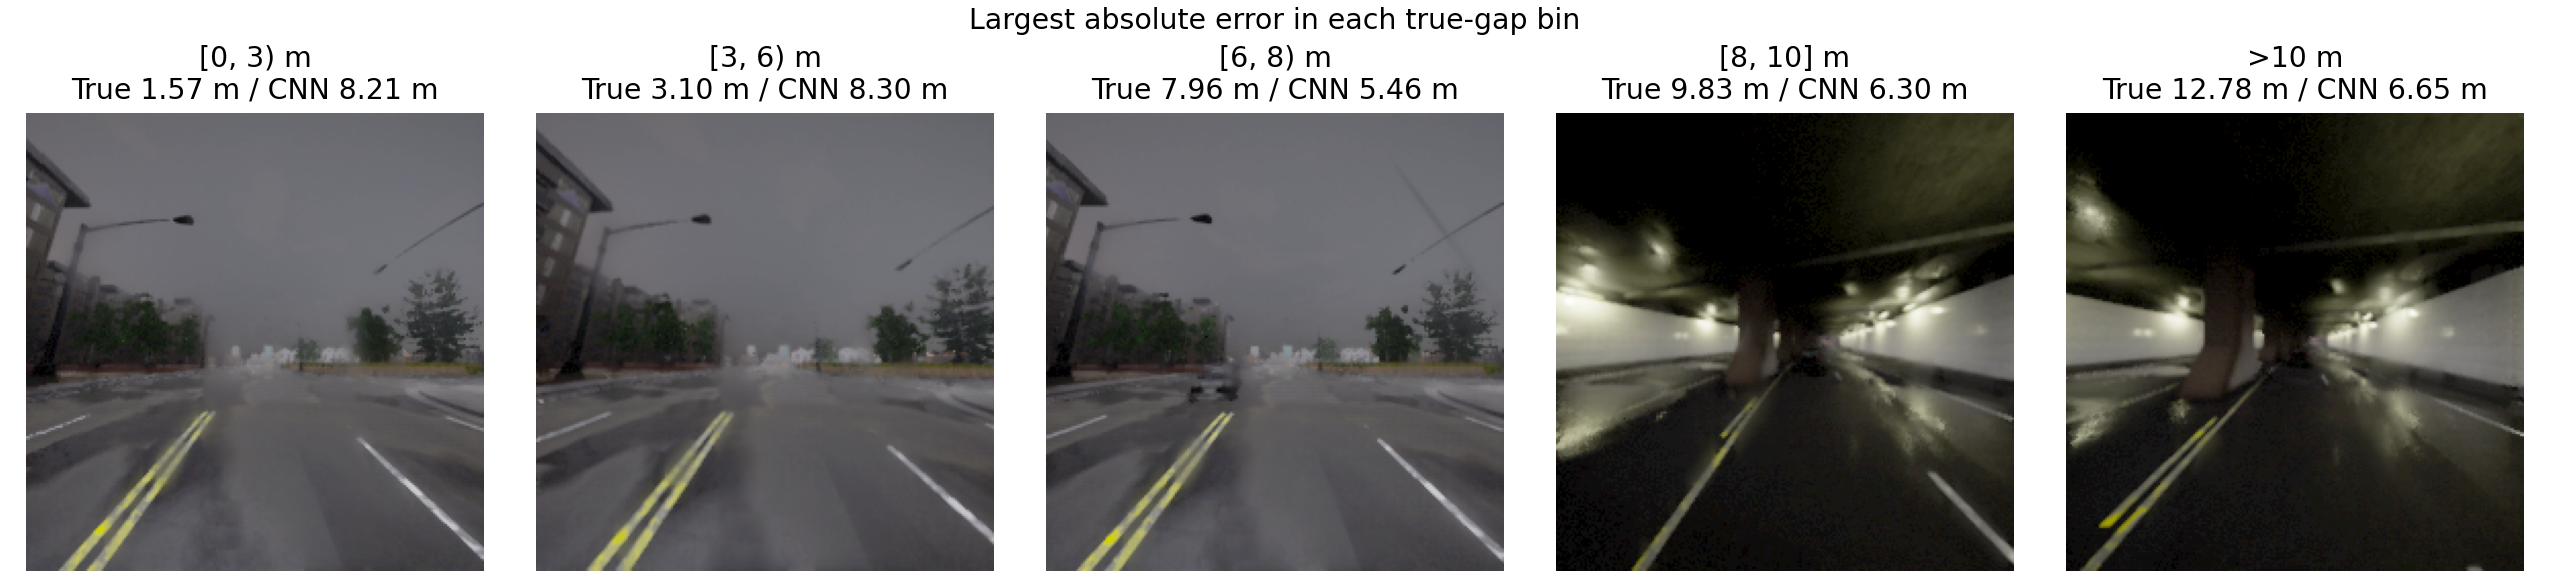 Largest absolute error in each true-gap bin
[0, 3) m
True 1.57 m / CNN 8.21 m
[3, 6) m
True 3.10 m / CNN 8.30 m
[6, 8) m
True 7.96 m / CNN 5.46 m
[8, 10] m
True 9.83 m / CNN 6.30 m
>10 m
True 12.78 m / CNN 6.65 m